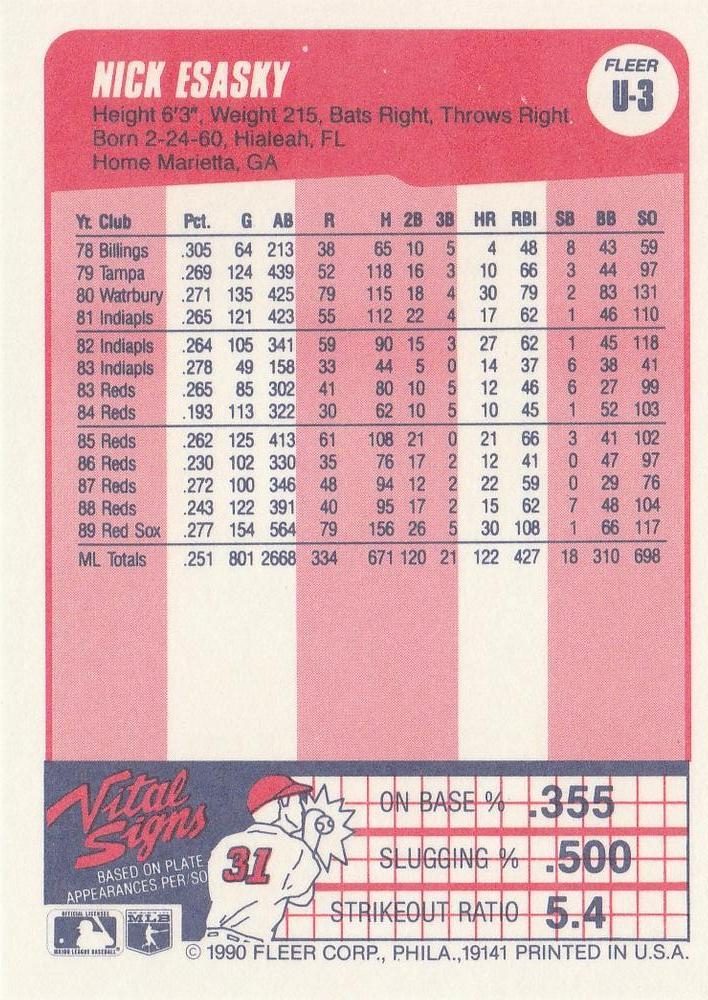 NICK ESASKY
FLEER
U-3
Height 6'3", Weight 215, Bats Right, Throws Right
Born 2-24-60, Hialeah, FL
Home Marietta, GA
Yr. Club Pct. G AB R H 2B 3B HR RBI SB BB SO
78 Billings .305 64 213 38 65 10 5 4 48 8 43 59
79 Tampa .269 124 439 52 118 16 3 10 66 3 44 97
80 Watrbury .271 135 425 79 115 18 4 30 79 2 83 131
81 Indiapls .265 121 423 55 112 22 4 17 62 1 46 110
82 Indiapls .264 105 341 59 90 15 3 27 62 1 45 118
83 Indiapls .278 49 158 33 44 5 0 14 37 6 38 41
83 Reds .265 85 302 41 80 10 5 12 46 6 27 99
84 Reds .193 113 322 30 62 10 5 10 45 1 52 103
85 Reds .262 125 413 61 108 21 0 21 66 3 41 102
86 Reds .230 102 330 35 76 17 2 12 41 0 47 97
87 Reds .272 100 346 48 94 12 2 22 59 0 29 76
88 Reds .243 122 391 40 95 17 2 15 62 7 48 104
89 Red Sox .277 154 564 79 156 26 5 30 108 1 66 117
ML Totals .251 801 2668 334 671 120 21 122 427 18 310 698
Vital
Signs
BASED ON PLATE
APPEARANCES PER/SO
31
ON BASE % .355
SLUGGING % .500
STRIKEOUT RATIO 5.4
OFFICIAL LICENSEE
MAJOR LEAGUE BASEBALL
MLB
© 1990 FLEER CORP., PHILA.,19141 PRINTED IN U.S.A.